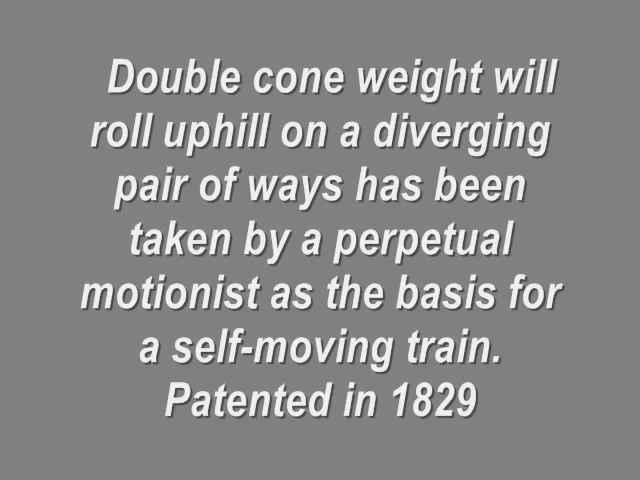 Double cone weight will
roll uphill on a diverging
pair of ways has been
taken by a perpetual
motionist as the basis for
a self-moving train.
Patented in 1829